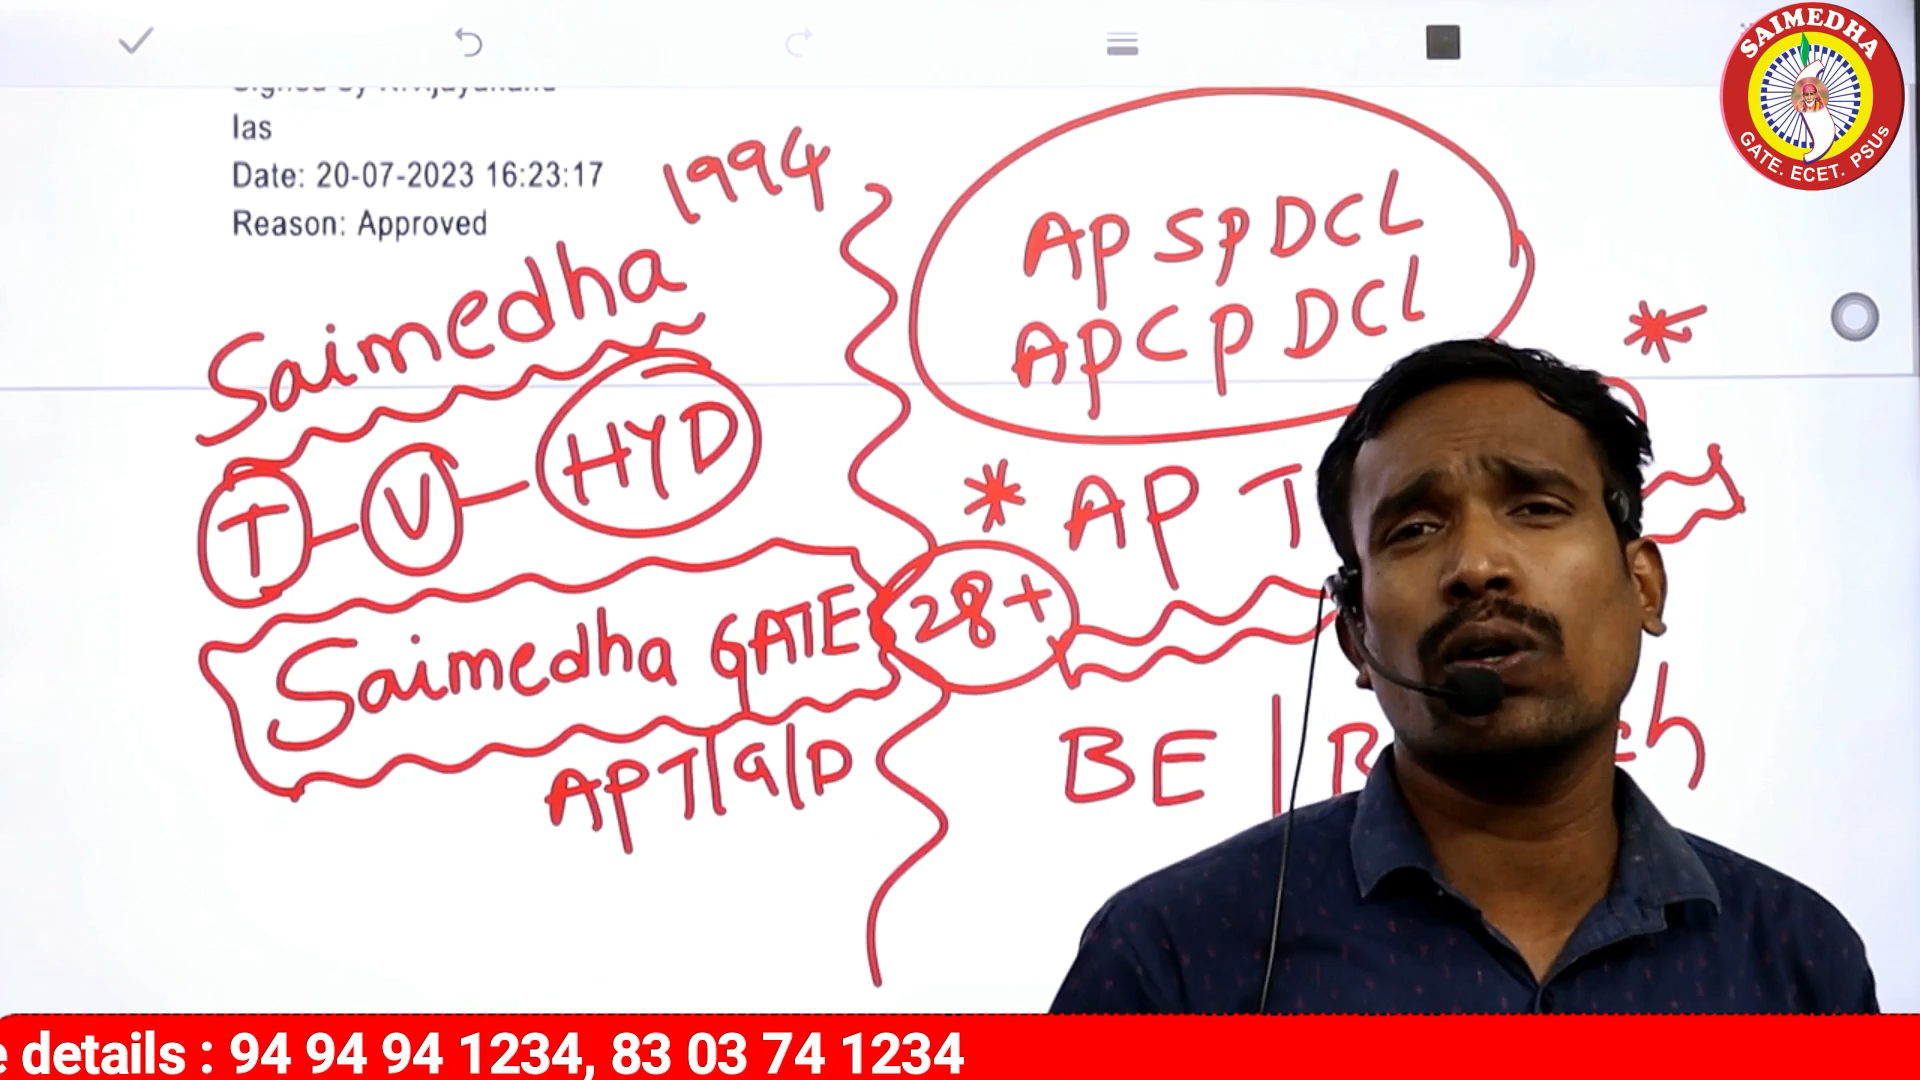 Ias
Date: 20-07-2023 16:23:17
Reason: Approved
1994
Saimedha
T - V - HYD
Saimedha GATE
28+
APT|G|D
APSPDCL
APCPDCL
* AP T
*
BE |
SAIMEDHA
GATE. ECET. PSUs
details : 94 94 94 1234, 83 03 74 1234